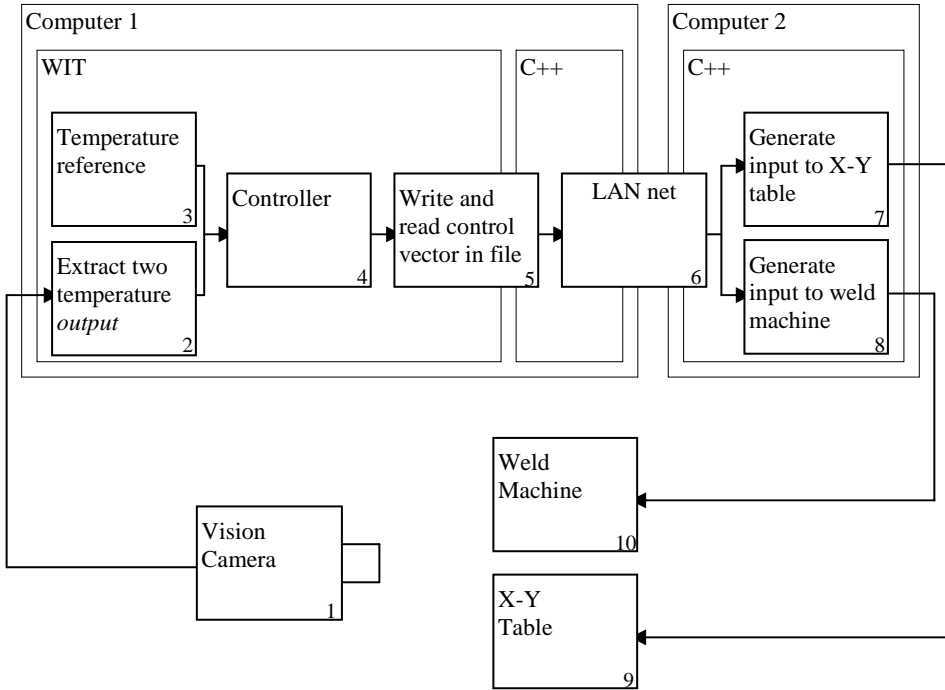 Computer 1
WIT
C++
Temperature
reference
3
Extract two
temperature
output
2
Controller
4
Write and
read control
vector in file
5
LAN net
6
Computer 2
C++
Generate
input to X-Y
table
7
Generate
input to weld
machine
8
Vision
Camera
1
Weld
Machine
10
X-Y
Table
9